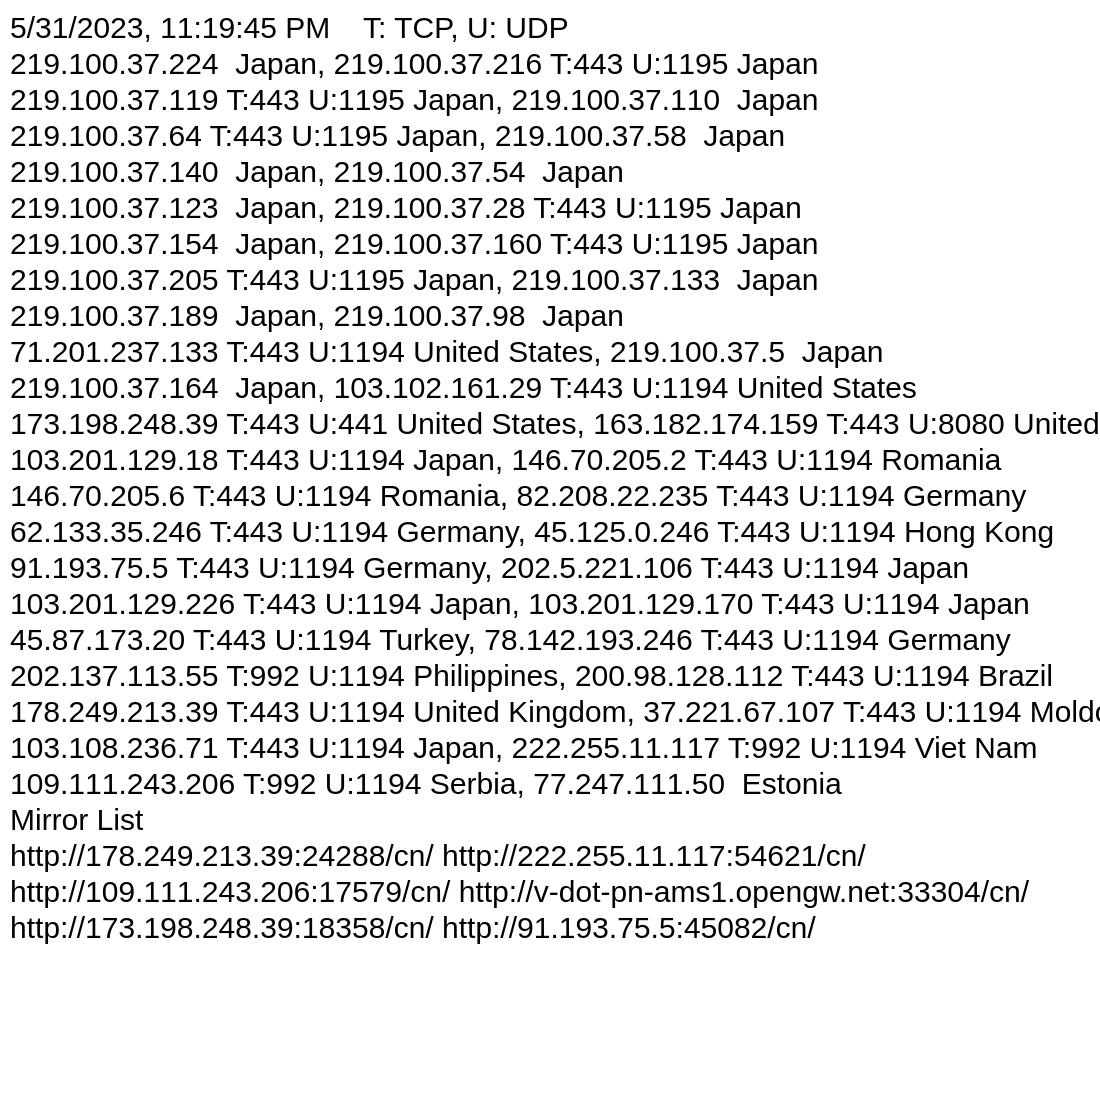 5/31/2023, 11:19:45 PM    T: TCP, U: UDP
219.100.37.224  Japan, 219.100.37.216 T:443 U:1195 Japan
219.100.37.119 T:443 U:1195 Japan, 219.100.37.110  Japan
219.100.37.64 T:443 U:1195 Japan, 219.100.37.58  Japan
219.100.37.140  Japan, 219.100.37.54  Japan
219.100.37.123  Japan, 219.100.37.28 T:443 U:1195 Japan
219.100.37.154  Japan, 219.100.37.160 T:443 U:1195 Japan
219.100.37.205 T:443 U:1195 Japan, 219.100.37.133  Japan
219.100.37.189  Japan, 219.100.37.98  Japan
71.201.237.133 T:443 U:1194 United States, 219.100.37.5  Japan
219.100.37.164  Japan, 103.102.161.29 T:443 U:1194 United States
173.198.248.39 T:443 U:441 United States, 163.182.174.159 T:443 U:8080 United
103.201.129.18 T:443 U:1194 Japan, 146.70.205.2 T:443 U:1194 Romania
146.70.205.6 T:443 U:1194 Romania, 82.208.22.235 T:443 U:1194 Germany
62.133.35.246 T:443 U:1194 Germany, 45.125.0.246 T:443 U:1194 Hong Kong
91.193.75.5 T:443 U:1194 Germany, 202.5.221.106 T:443 U:1194 Japan
103.201.129.226 T:443 U:1194 Japan, 103.201.129.170 T:443 U:1194 Japan
45.87.173.20 T:443 U:1194 Turkey, 78.142.193.246 T:443 U:1194 Germany
202.137.113.55 T:992 U:1194 Philippines, 200.98.128.112 T:443 U:1194 Brazil
178.249.213.39 T:443 U:1194 United Kingdom, 37.221.67.107 T:443 U:1194
103.108.236.71 T:443 U:1194 Japan, 222.255.11.117 T:992 U:1194 Viet Nam
109.111.243.206 T:992 U:1194 Serbia, 77.247.111.50  Estonia
Mirror List
http://178.249.213.39:24288/cn/ http://222.255.11.117:54621/cn/
http://109.111.243.206:17579/cn/ http://v-dot-pn-ams1.opengw.net:33304/cn/
http://173.198.248.39:18358/cn/ http://91.193.75.5:45082/cn/